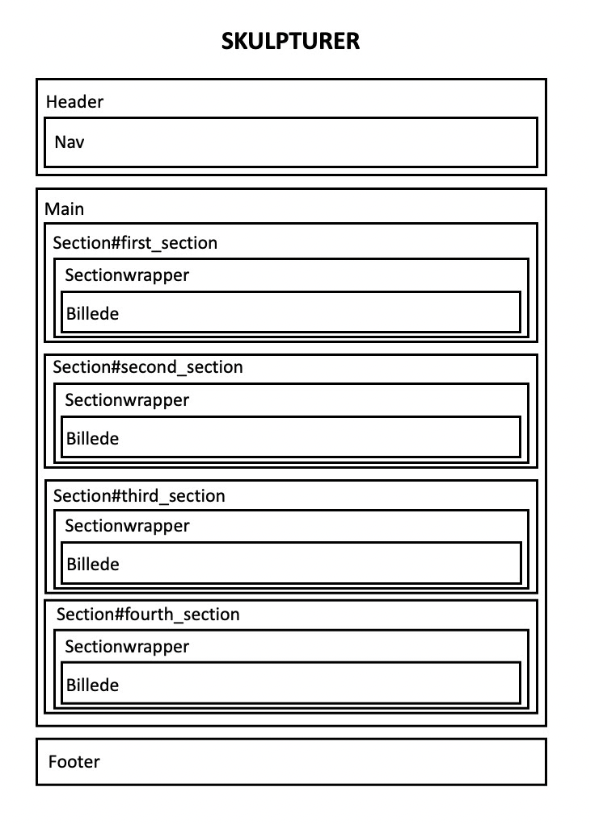 SKULPTURER
Header
Nav
Main
Section#first_section
Sectionwrapper
Billede
Section#second_section
Sectionwrapper
Billede
Section#third_section
Sectionwrapper
Billede
Section#fourth_section
Sectionwrapper
Billede
Footer